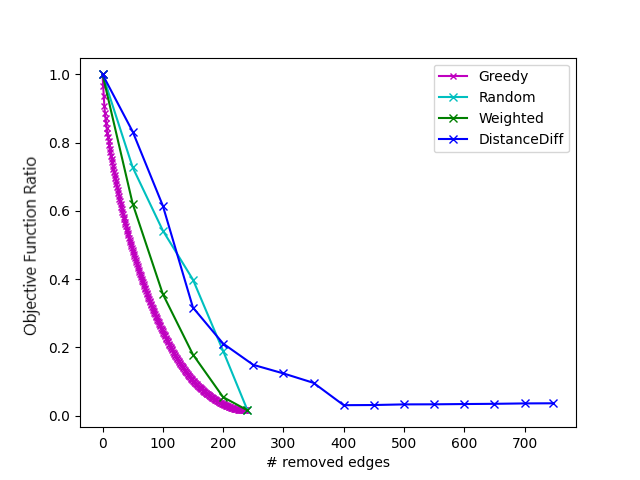 Greedy
Random
Weighted
DistanceDiff
1.0
0.8
0.6
0.4
0.2
0.0
Objective Function Ratio
0 100 200 300 400 500 600 700
# removed edges